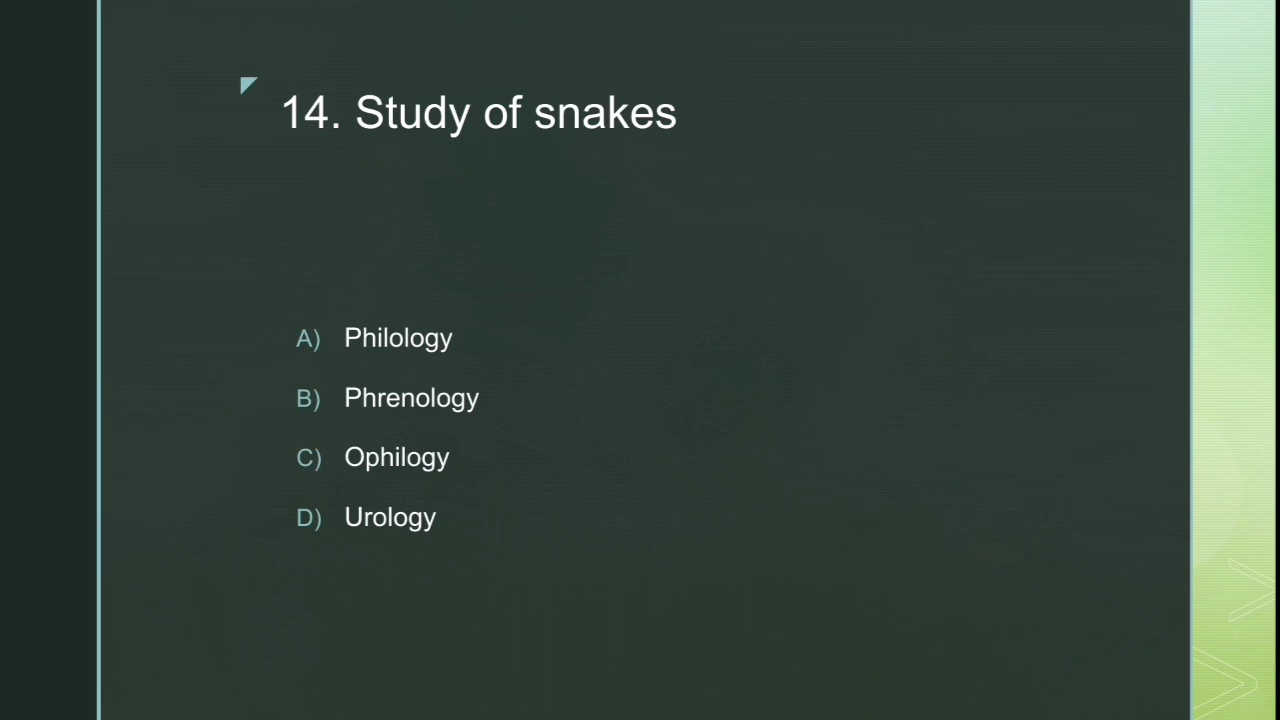 14. Study of snakes
A) Philology
B) Phrenology
C) Ophilogy
D) Urology